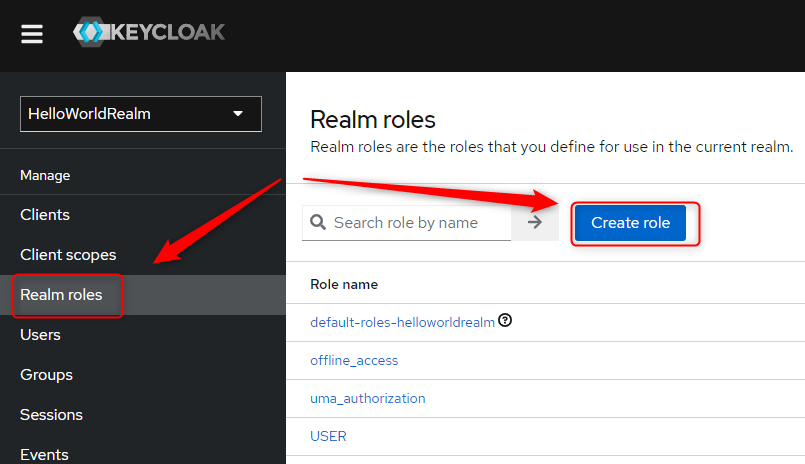 KEYCLOAK
HelloWorldRealm
Manage
Clients
Client scopes
Realm roles
Users
Groups
Sessions
Events
Realm roles
Realm roles are the roles that you define for use in the current realm.
Search role by name
Create role
Role name
default-roles-helloworldrealm
offline_access
uma_authorization
USER